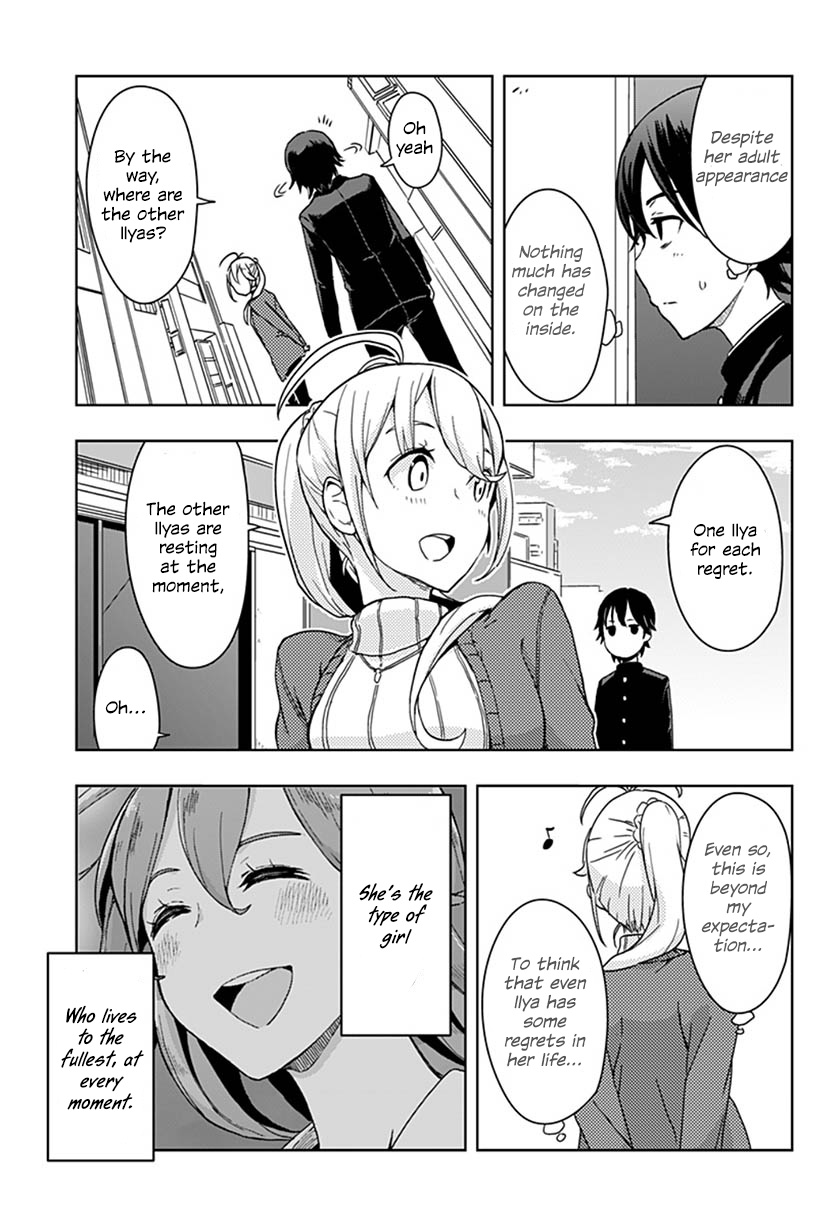 Despite
her adult
appearance
Nothing
much has
changed
on the
inside.
Oh
yeah
By the
way,
where are
the other
Ilyas?
One Ilya
for each
regret.
The other
Ilyas are
resting
at the
moment,
Oh...
Even so,
this is
beyond
my
expecta-
tion...
To think
that even
Ilya has
some
regrets in
her life...
She's the
type of
girl
Who lives
to the
fullest, at
every
moment.